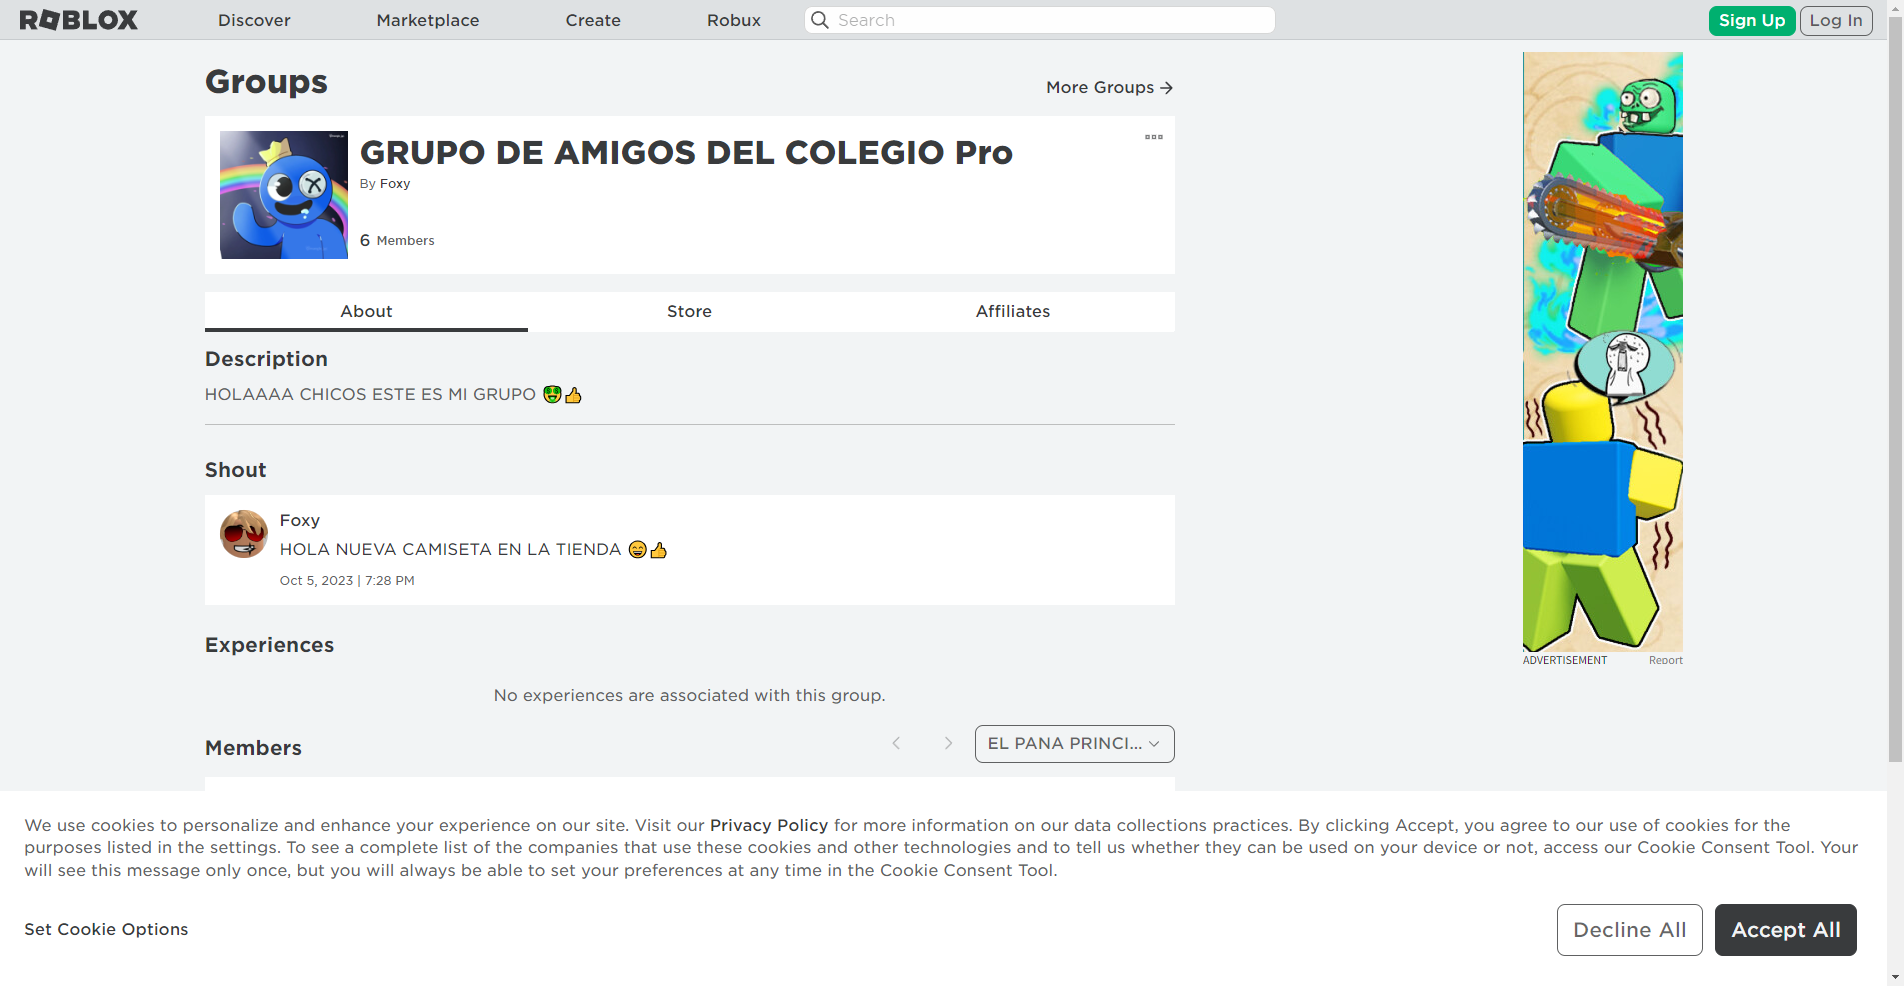 ROBLOX
Discover
Marketplace
Create
Robux
Search
Sign Up
Log In
Groups
More Groups
GRUPO DE AMIGOS DEL COLEGIO Pro
By Foxy
6 Members
About
Store
Affiliates
Description
HOLAAAA CHICOS ESTE ES MI GRUPO 🤑👍
Shout
Foxy
HOLA NUEVA CAMISETA EN LA TIENDA 😄👍
Oct 5, 2023 | 7:28 PM
Experiences
No experiences are associated with this group.
Members
EL PANA PRINCI...
ADVERTISEMENT
Report
We use cookies to personalize and enhance your experience on our site. Visit our Privacy Policy for more information on our data collections practices. By clicking Accept, you agree to our use of cookies for the
purposes listed in the settings. To see a complete list of the companies that use these cookies and other technologies and to tell us whether they can be used on your device or not, access our Cookie Consent Tool. Your
will see this message only once, but you will always be able to set your preferences at any time in the Cookie Consent Tool.
Set Cookie Options
Decline All
Accept All